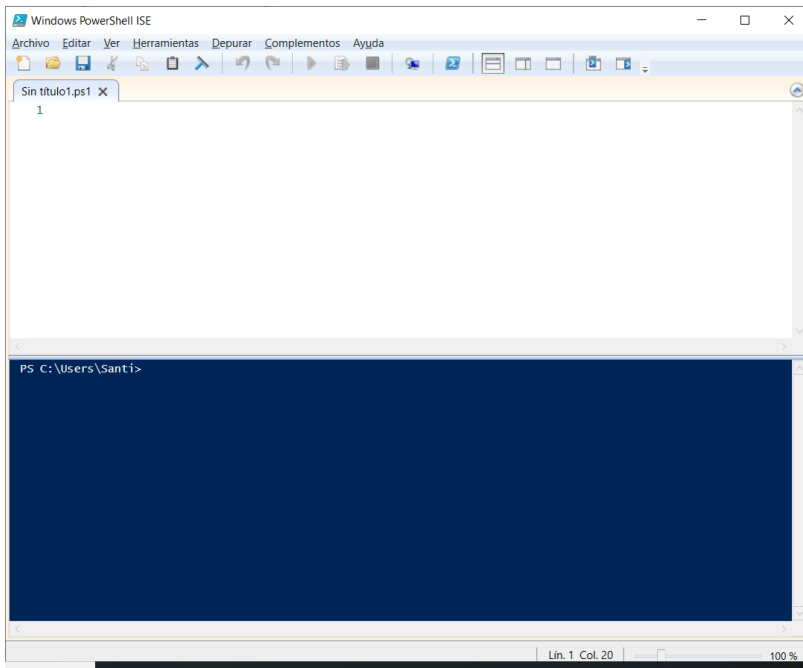 Windows PowerShell ISE
Archivo Editar Ver Herramientas Depurar Complementos Ayuda
Sin título1.ps1 X
1
PS C:\Users\Santi>
Lín. 1 Col. 20 100 %